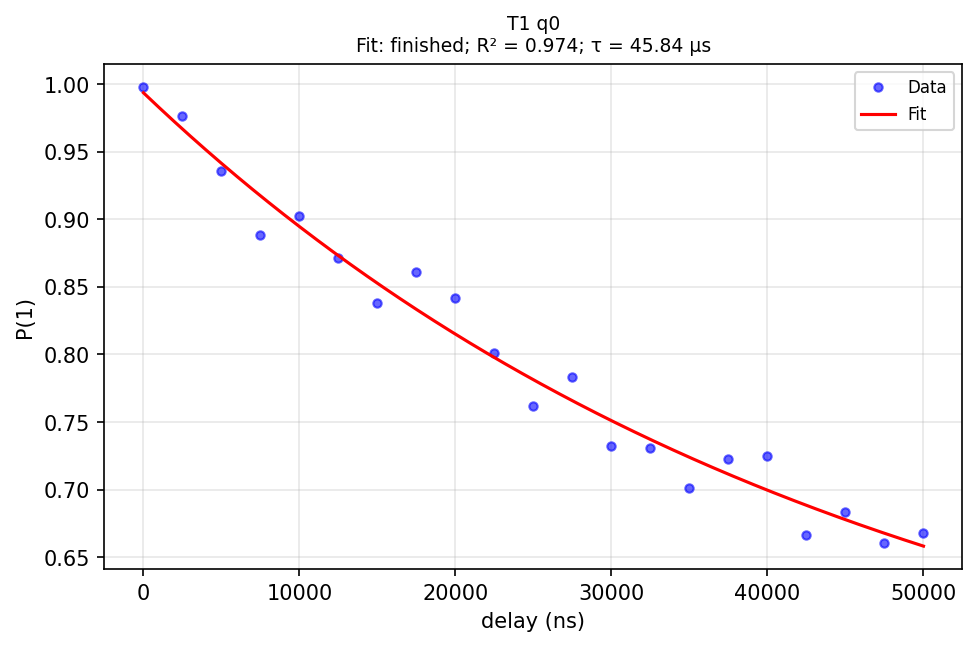 T1 q0
Fit: finished; R² = 0.974; τ = 45.84 μs
Data
Fit
P(1)
1.00
0.95
0.90
0.85
0.80
0.75
0.70
0.65
0
10000
20000
30000
40000
50000
delay (ns)